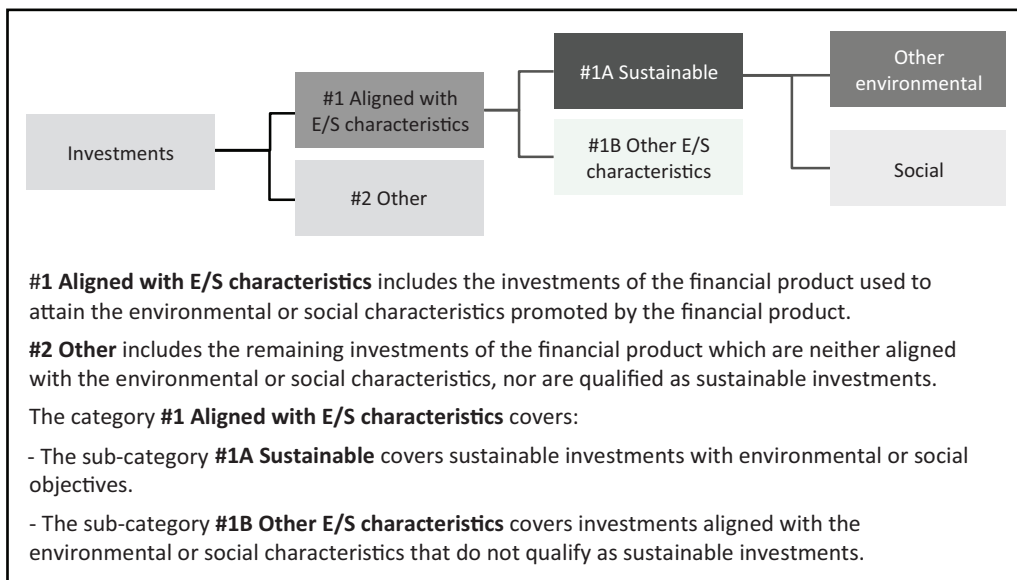 Investments
#1 Aligned with
E/S characteristics
#2 Other
#1A Sustainable
#1B Other E/S
characteristics
Other
environmental
Social
#1 Aligned with E/S characteristics includes the investments of the financial product used to
attain the environmental or social characteristics promoted by the financial product.
#2 Other includes the remaining investments of the financial product which are neither aligned
with the environmental or social characteristics, nor are qualified as sustainable investments.
The category #1 Aligned with E/S characteristics covers:
- The sub-category #1A Sustainable covers sustainable investments with environmental or social
objectives.
- The sub-category #1B Other E/S characteristics covers investments aligned with the
environmental or social characteristics that do not qualify as sustainable investments.